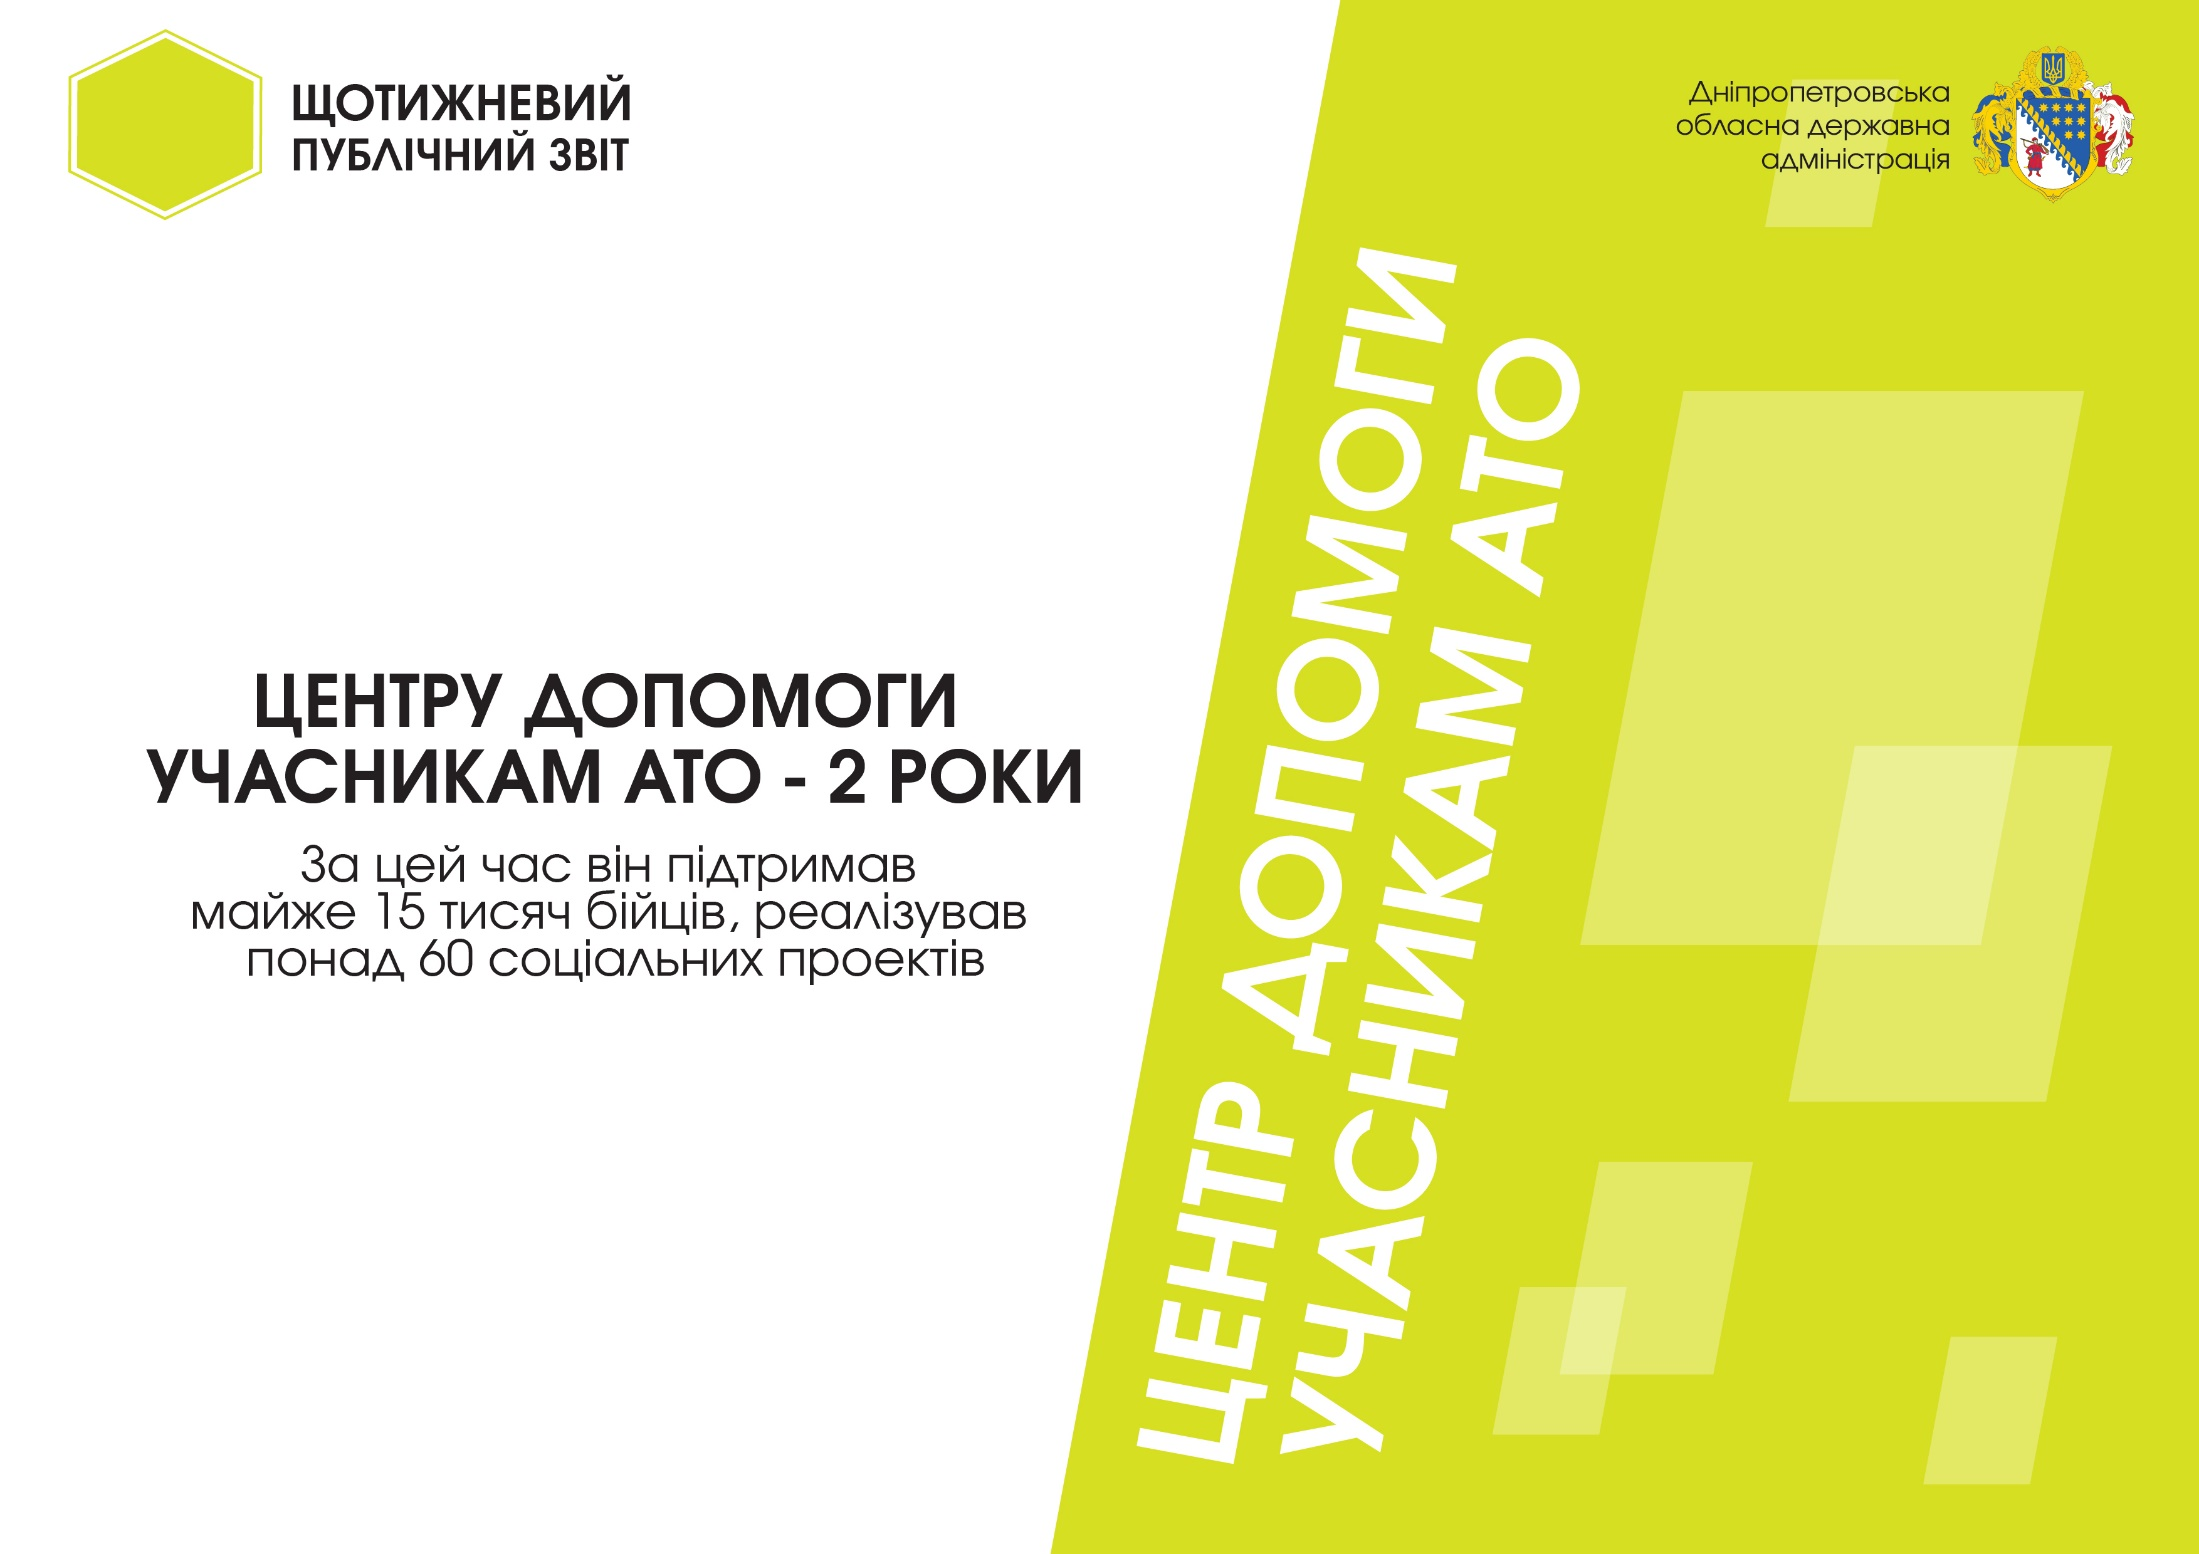 ЩОТИЖНЕВИЙ
ПУБЛІЧНИЙ ЗВІТ
Дніпропетровська
обласна державна
адміністрація
ЦЕНТРУ ДОПОМОГИ
УЧАСНИКАМ АТО - 2 РОКИ
За цей час він підтримав
майже 15 тисяч бійців, реалізував
понад 60 соціальних проектів
ЦЕНТР ДОПОМОГИ
УЧАСНИКАМ АТО